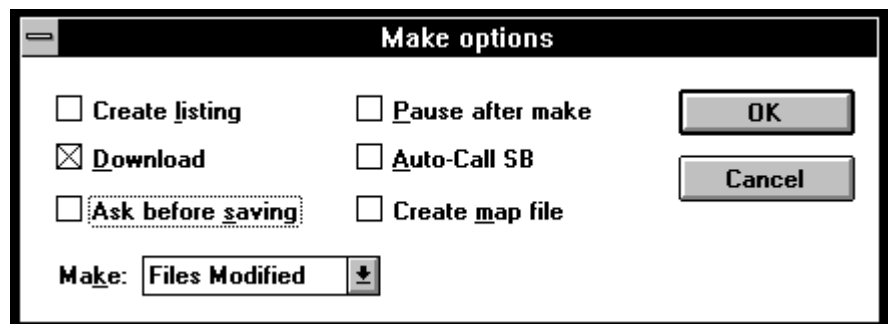 Make options
Create listing
Pause after make
OK
Download
Auto-Call SB
Cancel
Ask before saving
Create map file
Make: Files Modified